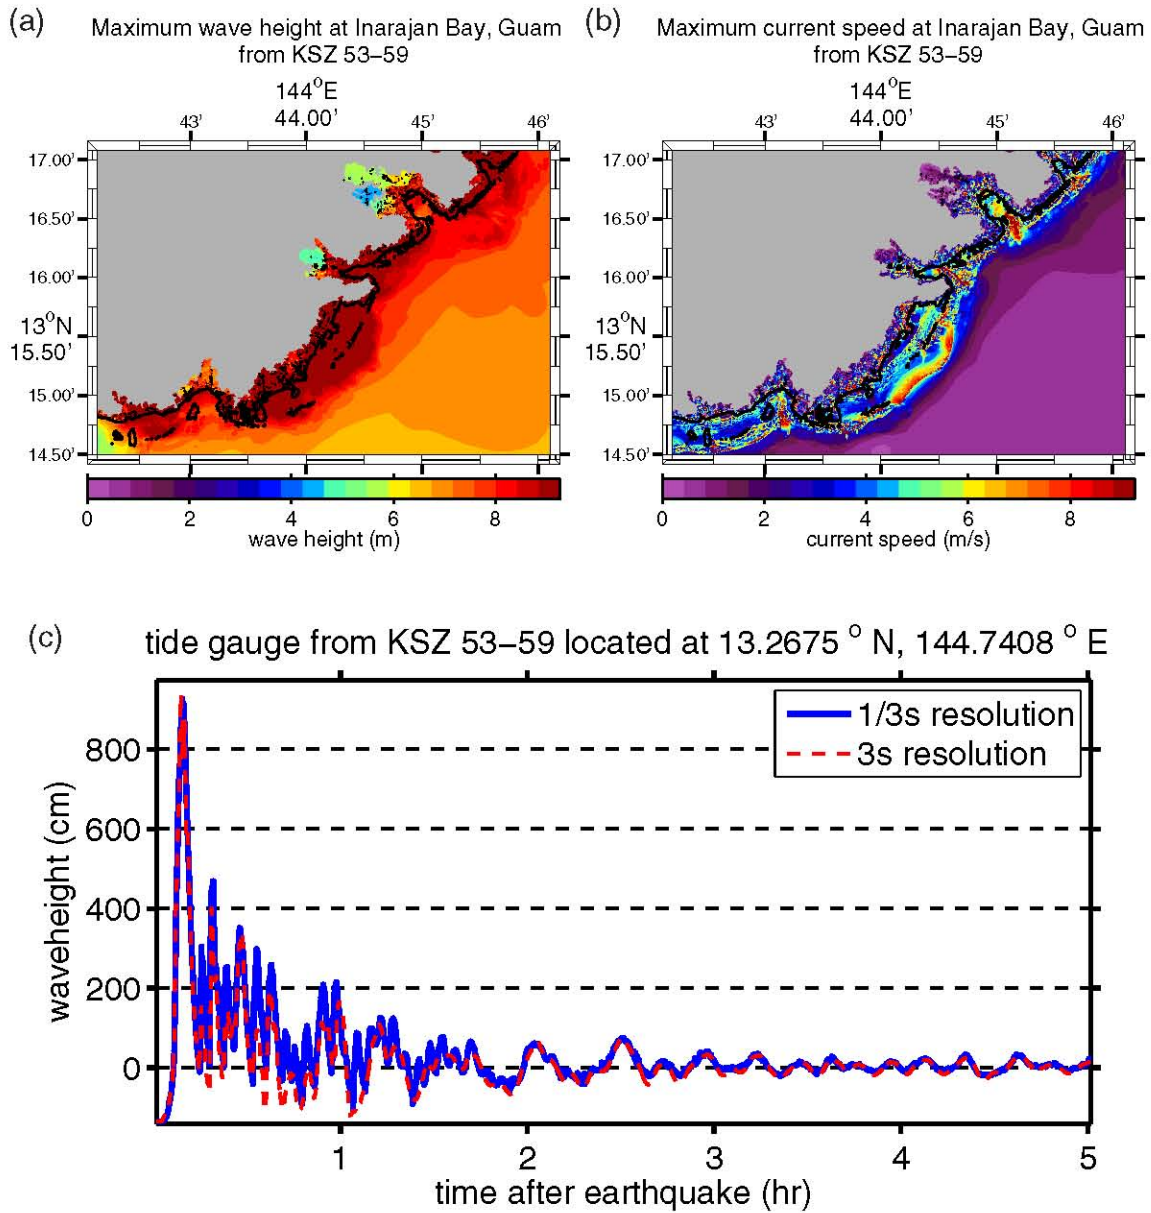 (a)
Maximum wave height at Inarajan Bay, Guam
from KSZ 53–59
144°E
43' 44.00' 45' 46'
17.00'
16.50'
16.00'
13°N
15.50'
15.00'
14.50'
0 2 4 6 8
wave height (m)
(b)
Maximum current speed at Inarajan Bay, Guam
from KSZ 53–59
144°E
43' 44.00' 45' 46'
17.00'
16.50'
16.00'
13°N
15.50'
15.00'
14.50'
0 2 4 6 8
current speed (m/s)
(c)
tide gauge from KSZ 53–59 located at 13.2675 ° N, 144.7408 ° E
1/3s resolution
3s resolution
800
600
400
200
0
waveheight (cm)
1 2 3 4 5
time after earthquake (hr)